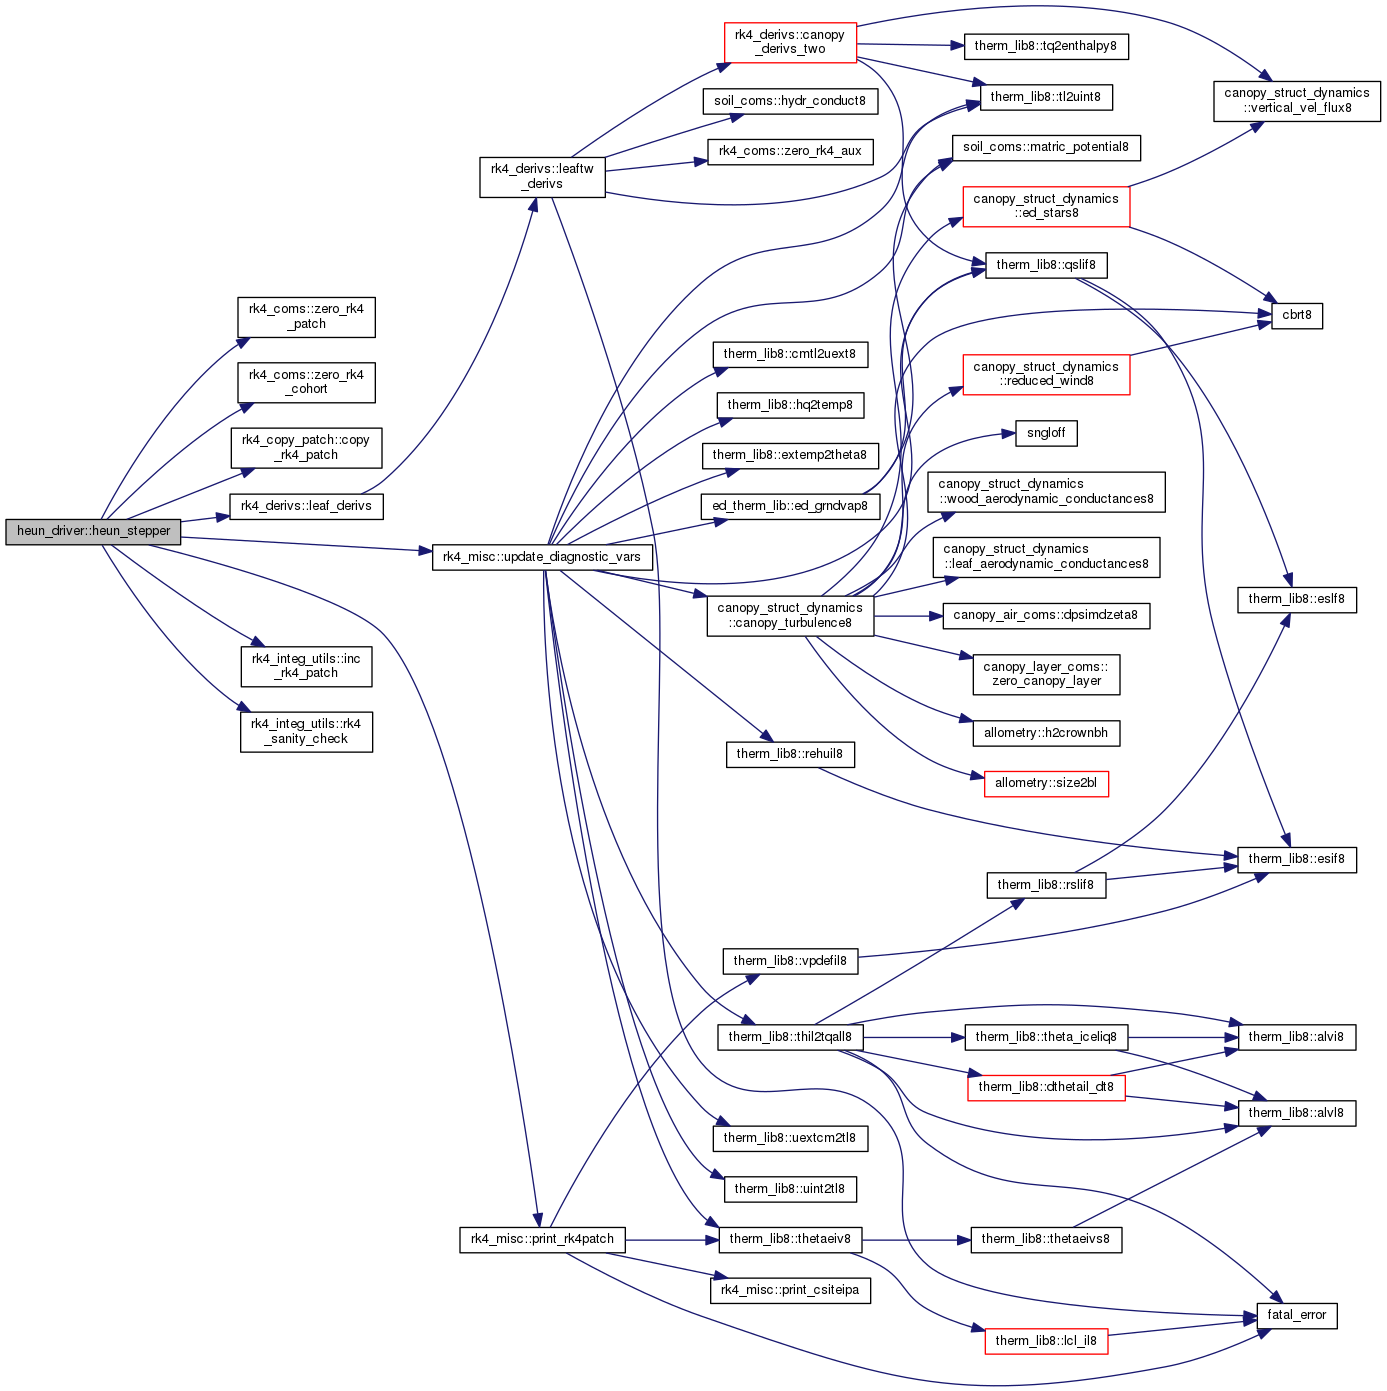 heun_driver::heun_stepper
rk4_coms::zero_rk4
_patch
rk4_coms::zero_rk4
_cohort
rk4_copy_patch::copy
_rk4_patch
rk4_derivs::leaf_derivs
rk4_integ_utils::inc
_rk4_patch
rk4_integ_utils::rk4
_sanity_check
rk4_derivs::leaftw
_derivs
rk4_misc::update_diagnostic_vars
rk4_misc::print_rk4patch
rk4_derivs::canopy
_derivs_two
soil_coms::hydr_conduct8
rk4_coms::zero_rk4_aux
therm_lib8::cmtl2uext8
therm_lib8::hq2temp8
therm_lib8::extemp2theta8
ed_therm_lib::ed_grndvap8
canopy_struct_dynamics
::canopy_turbulence8
therm_lib8::rehuil8
therm_lib8::vpdefil8
therm_lib8::thil2tqall8
therm_lib8::uextcm2tl8
therm_lib8::uint2tl8
therm_lib8::thetaeiv8
rk4_misc::print_csiteipa
therm_lib8::tq2enthalpy8
therm_lib8::tl2uint8
soil_coms::matric_potential8
canopy_struct_dynamics
::ed_stars8
therm_lib8::qslif8
canopy_struct_dynamics
::reduced_wind8
sngloff
canopy_struct_dynamics
::wood_aerodynamic_conductances8
canopy_struct_dynamics
::leaf_aerodynamic_conductances8
canopy_air_coms::dpsimdzeta8
canopy_layer_coms::
zero_canopy_layer
allometry::h2crownbh
allometry::size2bl
therm_lib8::rslif8
therm_lib8::theta_iceliq8
therm_lib8::dthetail_dt8
therm_lib8::thetaeivs8
therm_lib8::lcl_il8
canopy_struct_dynamics
::vertical_vel_flux8
cbrt8
therm_lib8::eslf8
therm_lib8::esif8
therm_lib8::alvi8
therm_lib8::alvl8
fatal_error